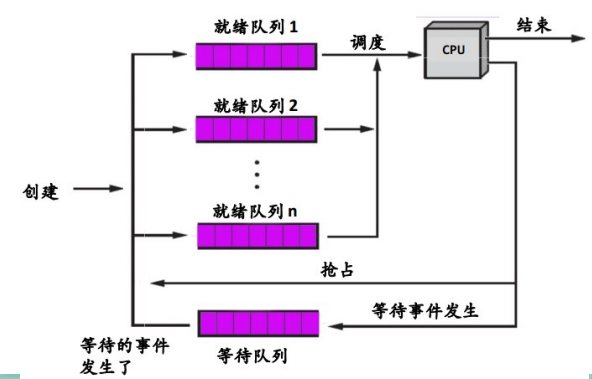 就绪队列1
调度
CPU
结束
就绪队列2
创建
就绪队列n
抢占
等待事件发生
等待的事件
发生了
等待队列